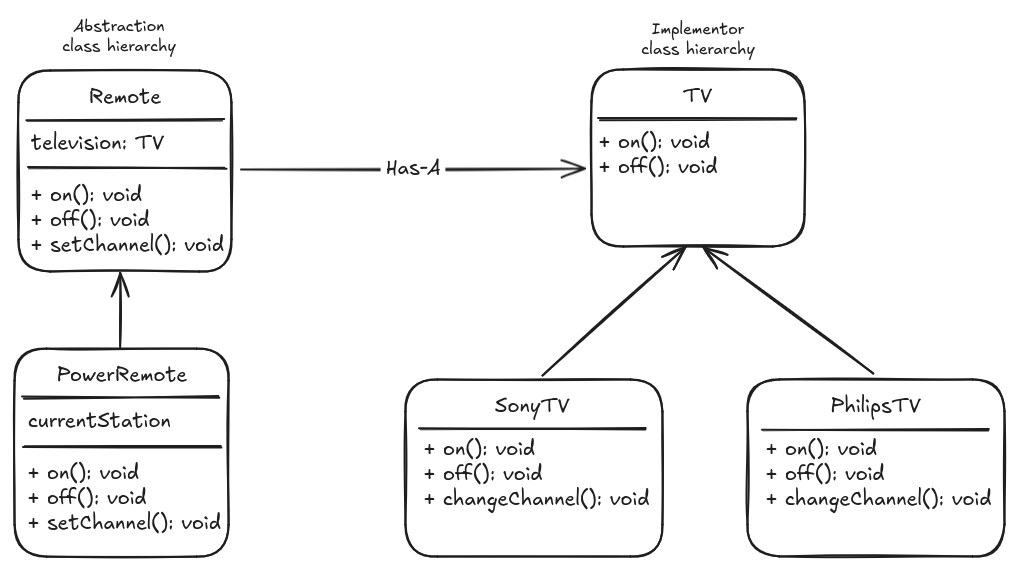 Abstraction
class hierarchy
Remote
television: TV
+ on(): void
+ off(): void
+ setChannel(): void
Has-A
Implementor
class hierarchy
TV
+ on(): void
+ off(): void
PowerRemote
currentStation
+ on(): void
+ off(): void
+ setChannel(): void
SonyTV
+ on(): void
+ off(): void
+ changeChannel(): void
PhilipsTV
+ on(): void
+ off(): void
+ changeChannel(): void